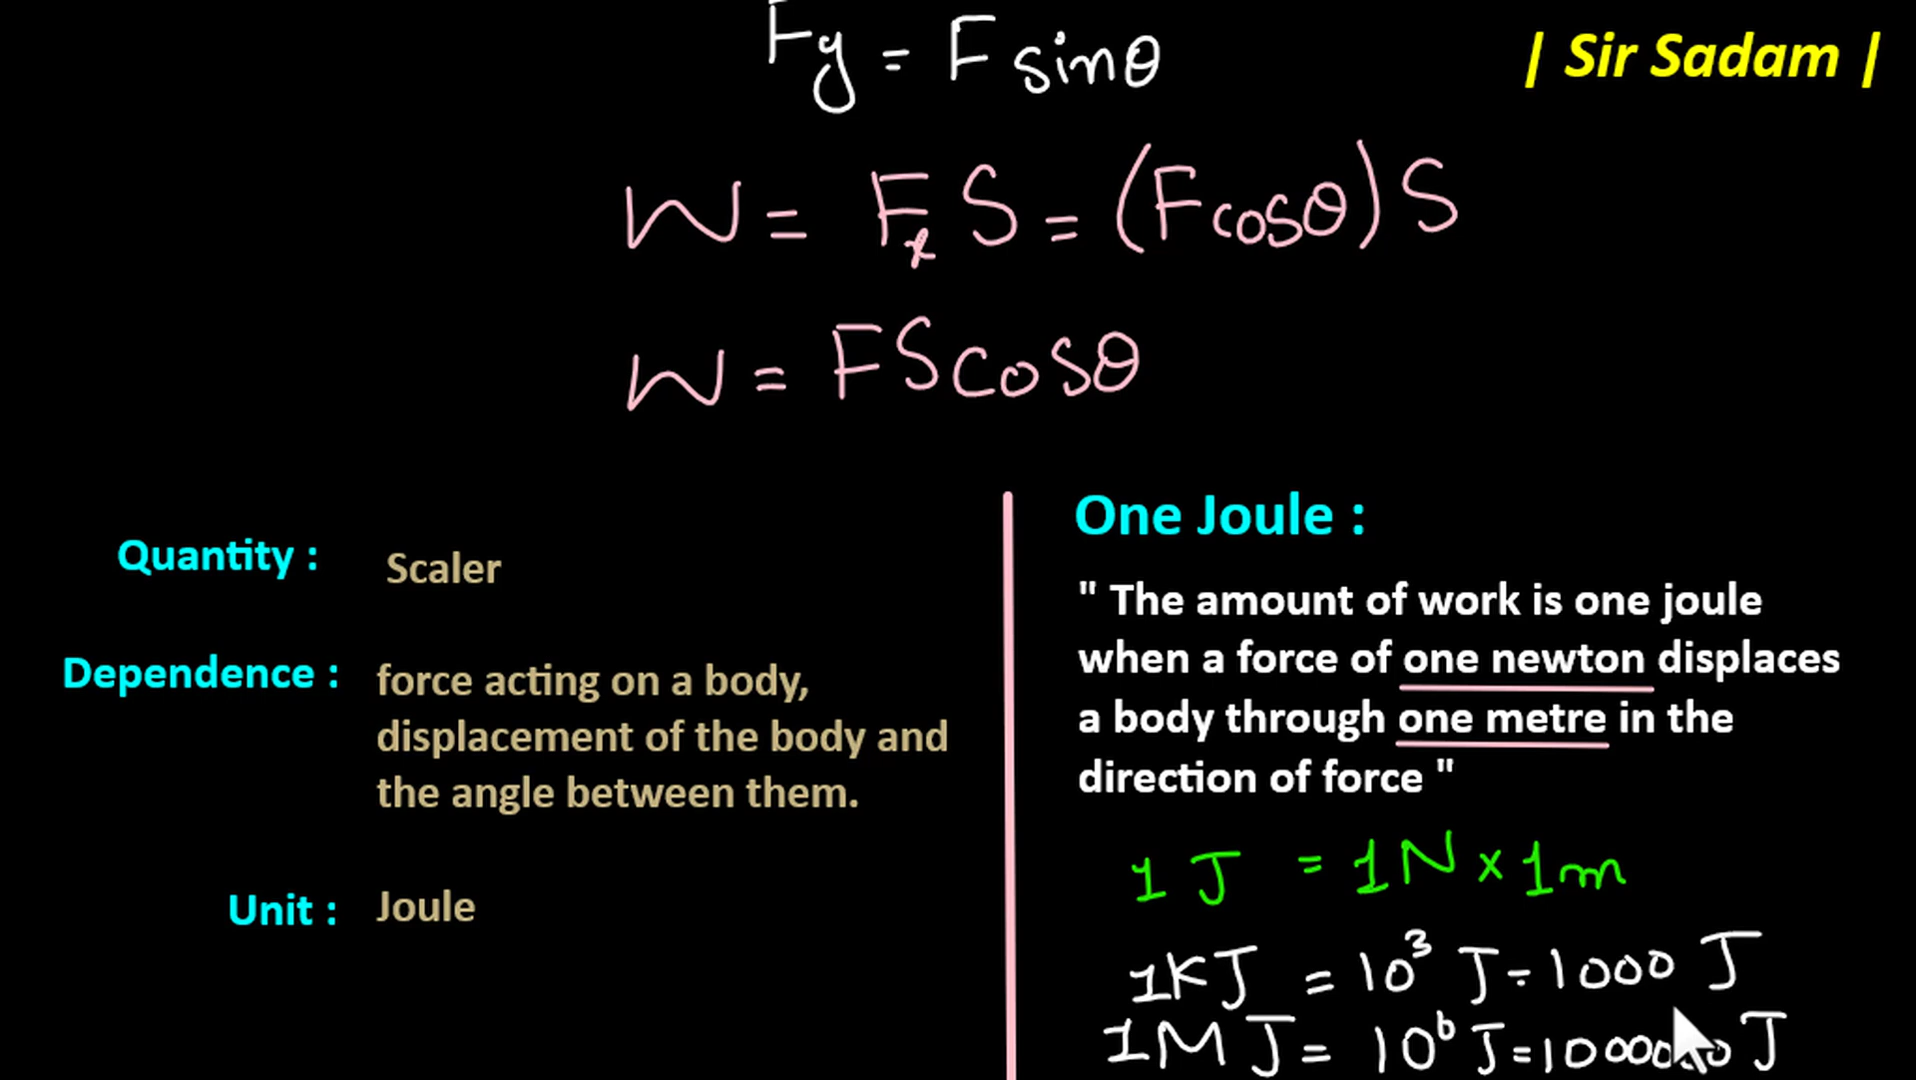 Fy = F sinθ
| Sir Sadam |
W = Fx S = (F cosθ) S
W = F S cosθ
Quantity : Scaler
Dependence : force acting on a body,
displacement of the body and
the angle between them.
Unit : Joule
One Joule :
" The amount of work is one joule
when a force of one newton displaces
a body through one metre in the
direction of force "
1 J = 1N × 1m
1KJ = 10³ J = 1000 J
1M J = 10⁶ J =